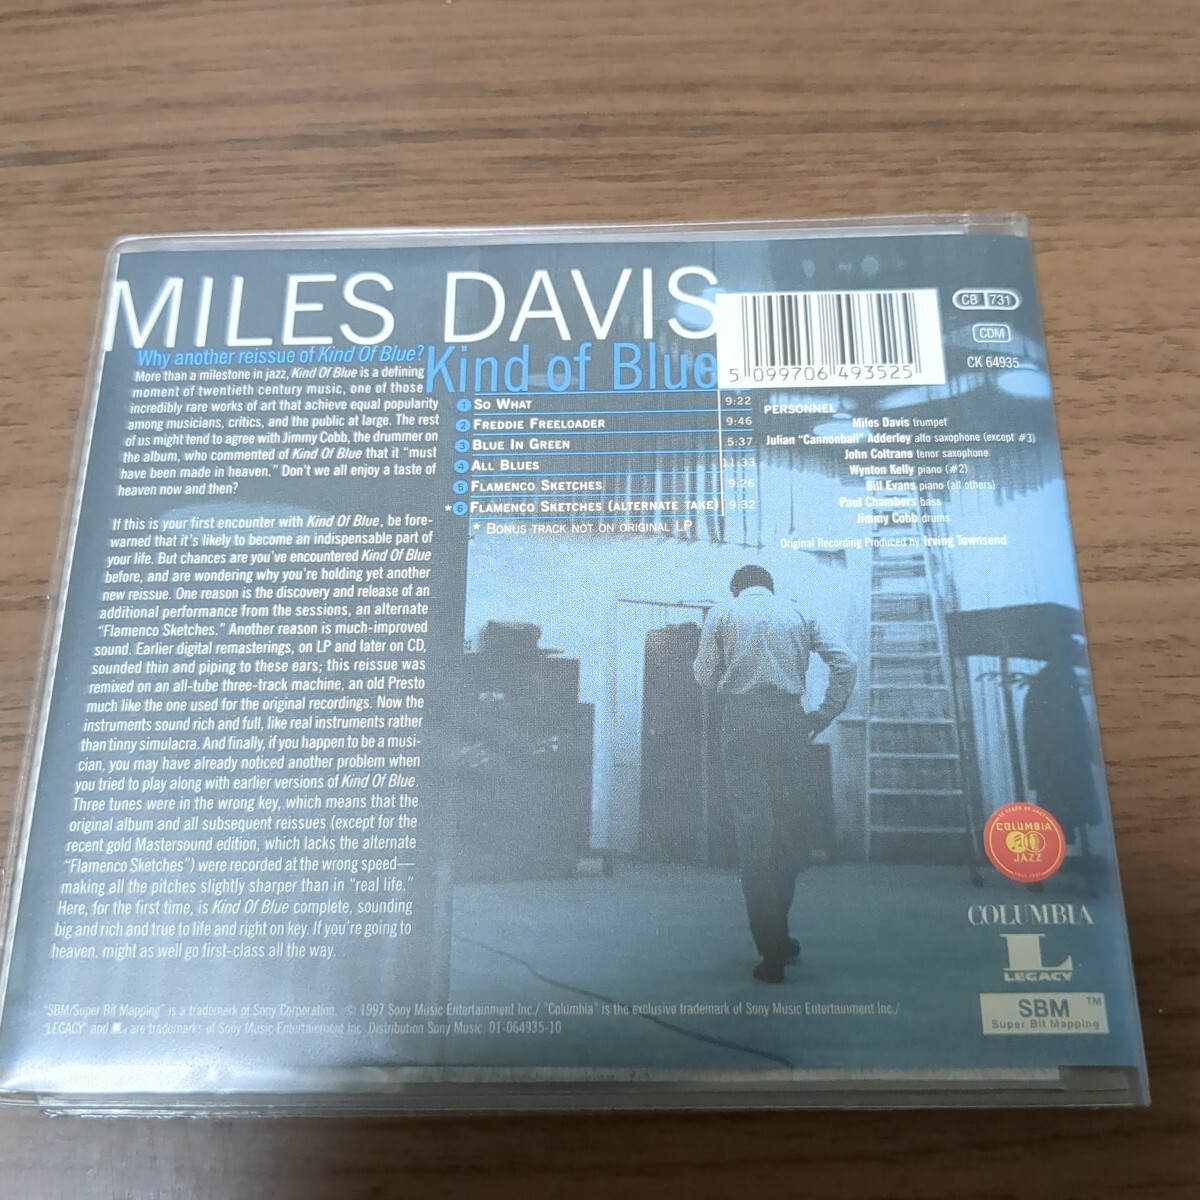 MILES DAVIS
Kind of Blue
Why another reissue of Kind Of Blue?
More than a milestone in jazz, Kind Of Blue is a defining
moment of twentieth century music, one of those
incredibly rare works of art that achieve equal popularity
among musicians, critics, and the public at large. The rest
of us might tend to agree with Jimmy Cobb, the drummer on
the album, who commented of Kind Of Blue that it "must
have been made in heaven." Don't we all enjoy a taste of
heaven now and then?
If this is your first encounter with Kind Of Blue, be fore-
warned that it's likely to become an indispensable part of
your life. But chances are you've encountered Kind Of Blue
before, and are wondering why you're holding yet another
new reissue. One reason is the discovery and release of an
additional performance from the sessions, an alternate
"Flamenco Sketches." Another reason is much-improved
sound. Earlier digital remasterings, on LP and later on CD,
sounded thin and piping to these ears; this reissue was
remixed on an all-tube three-track machine, an old Presto
much like the one used for the original recordings. Now the
instruments sound rich and full, like real instruments rather
than tinny simulacra. And finally, if you happen to be a musi-
cian, you may have already noticed another problem when
you tried to play along with earlier versions of Kind Of Blue.
Three tunes were in the wrong key, which means that the
original album and all subsequent reissues (except for the
recent gold Mastersound edition, which lacks the alternate
"Flamenco Sketches") were recorded at the wrong speed—
making all the pitches slightly sharper than in "real life."
Here, for the first time, is Kind Of Blue complete, sounding
big and rich and true to life and right on key. If you're going to
heaven, might as well go first-class all the way.
1 SO WHAT 9:22
2 FREDDIE FREELOADER 9:46
3 BLUE IN GREEN 5:37
4 ALL BLUES 11:33
5 FLAMENCO SKETCHES 9:26
* 6 FLAMENCO SKETCHES (ALTERNATE TAKE) 9:32
* BONUS TRACK NOT ON ORIGINAL LP
5 099706 493525
CB 731
CDM
CK 64935
PERSONNEL
Miles Davis trumpet
Julian "Cannonball" Adderley alto saxophone (except #3)
John Coltrane tenor saxophone
Wynton Kelly piano (#2)
Bill Evans piano (all others)
Paul Chambers bass
Jimmy Cobb drums
Original Recording Produced by Irving Townsend
COLUMBIA
JAZZ
COLUMBIA
L
LEGACY
SBM™
Super Bit Mapping
"SBM/Super Bit Mapping" is a trademark of Sony Corporation. © 1997 Sony Music Entertainment Inc./ "Columbia" is the exclusive trademark of Sony Music Entertainment Inc./
"LEGACY" and L are trademarks of Sony Music Entertainment Inc. Distribution Sony Music. 01-064935-10